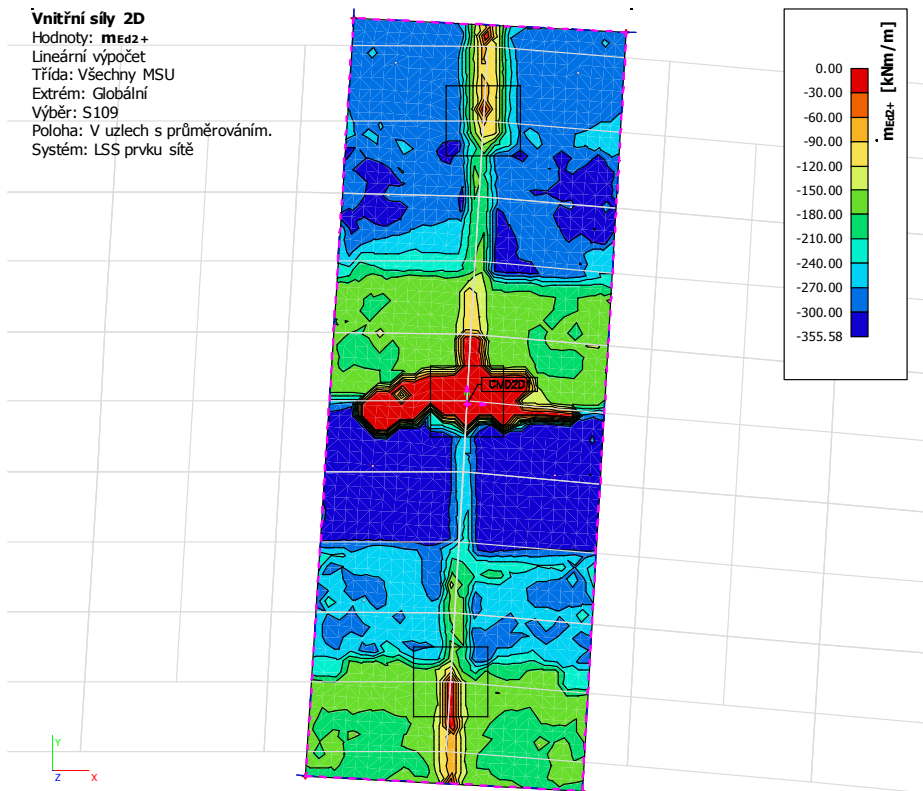 Vnitřní síly 2D
Hodnoty: mEd2+
Lineární výpočet
Třída: Všechny MSU
Extrém: Globální
Výběr: S109
Poloha: V uzlech s průměrováním.
Systém: LSS prvku sítě
mEd2+ [kNm/m]
0.00
-30.00
-60.00
-90.00
-120.00
-150.00
-180.00
-210.00
-240.00
-270.00
-300.00
-355.58
Y
Z X